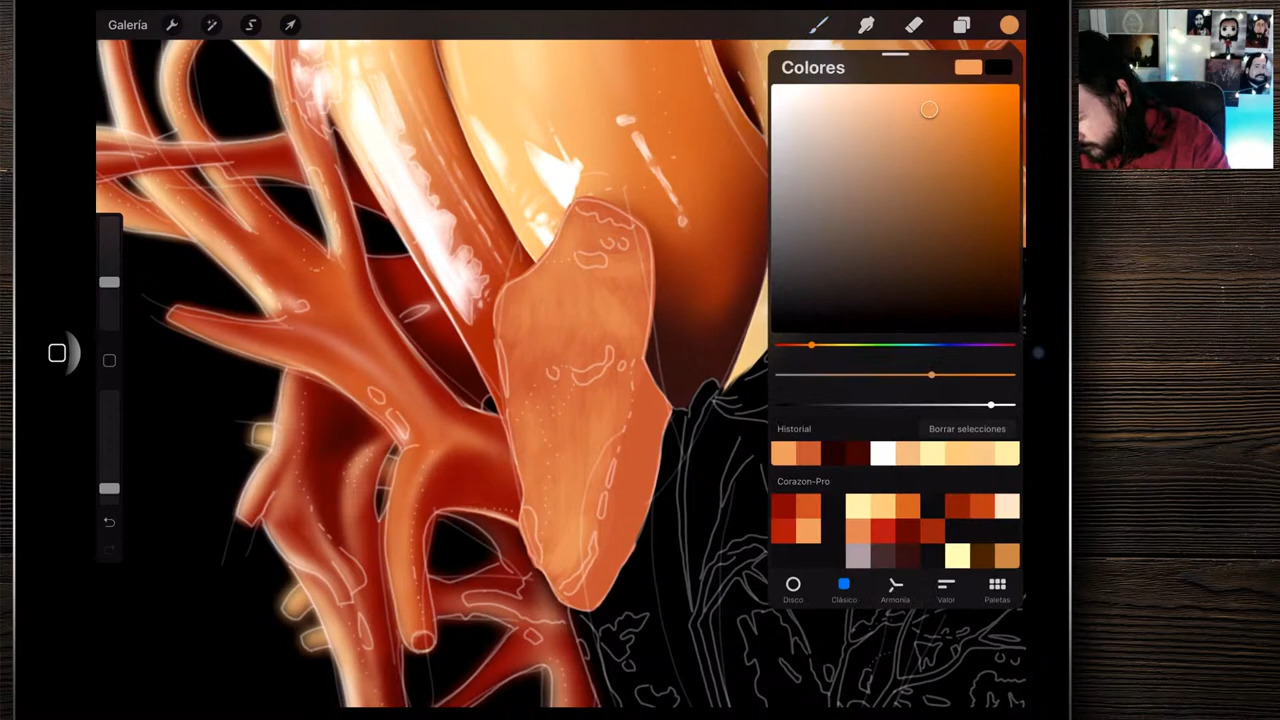 Galería
Colores
Historial
Borrar selecciones
Corazon-Pro
Disco
Clásico
Armonía
Valor
Paletas